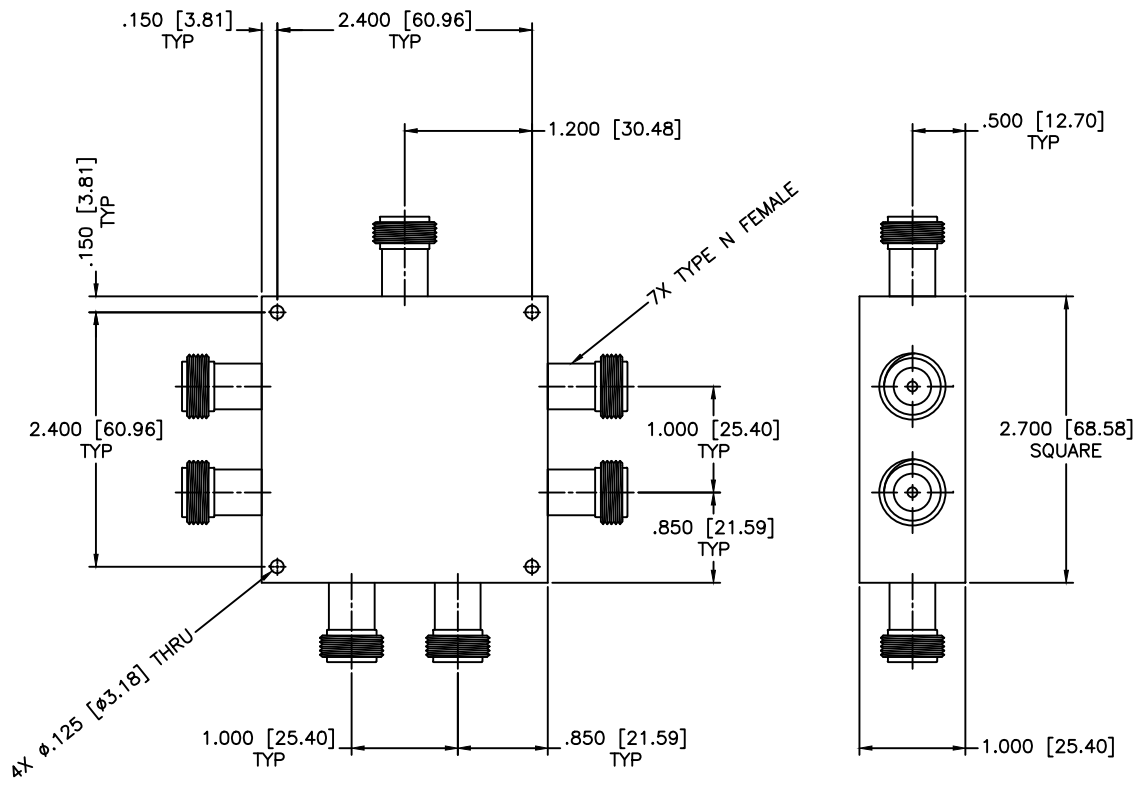 .150 [3.81]
TYP
2.400 [60.96]
TYP
1.200 [30.48]
.500 [12.70]
TYP
.150 [3.81]
TYP
7X TYPE N FEMALE
2.400 [60.96]
TYP
1.000 [25.40]
TYP
2.700 [68.58]
SQUARE
.850 [21.59]
TYP
4X ø.125 [ø3.18] THRU
1.000 [25.40]
TYP
.850 [21.59]
TYP
1.000 [25.40]